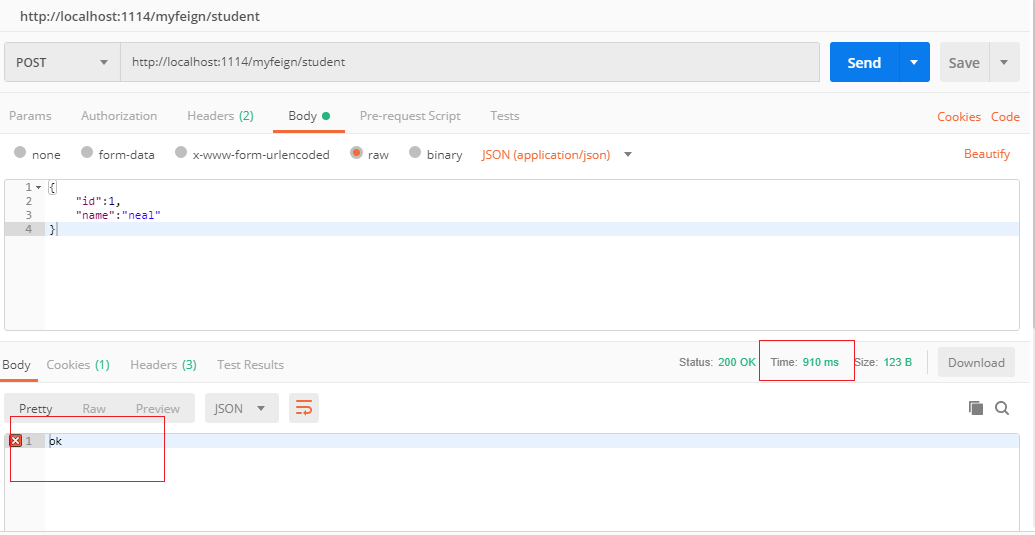 http://localhost:1114/myfeign/student
POST http://localhost:1114/myfeign/student Send Save
Params Authorization Headers (2) Body Pre-request Script Tests Cookies Code
none form-data x-www-form-urlencoded raw binary JSON (application/json) Beautify
1 {
2 "id":1,
3 "name":"neal"
4 }
Body Cookies (1) Headers (3) Test Results Status: 200 OK Time: 910 ms Size: 123 B Download
Pretty Raw Preview JSON
1 ok